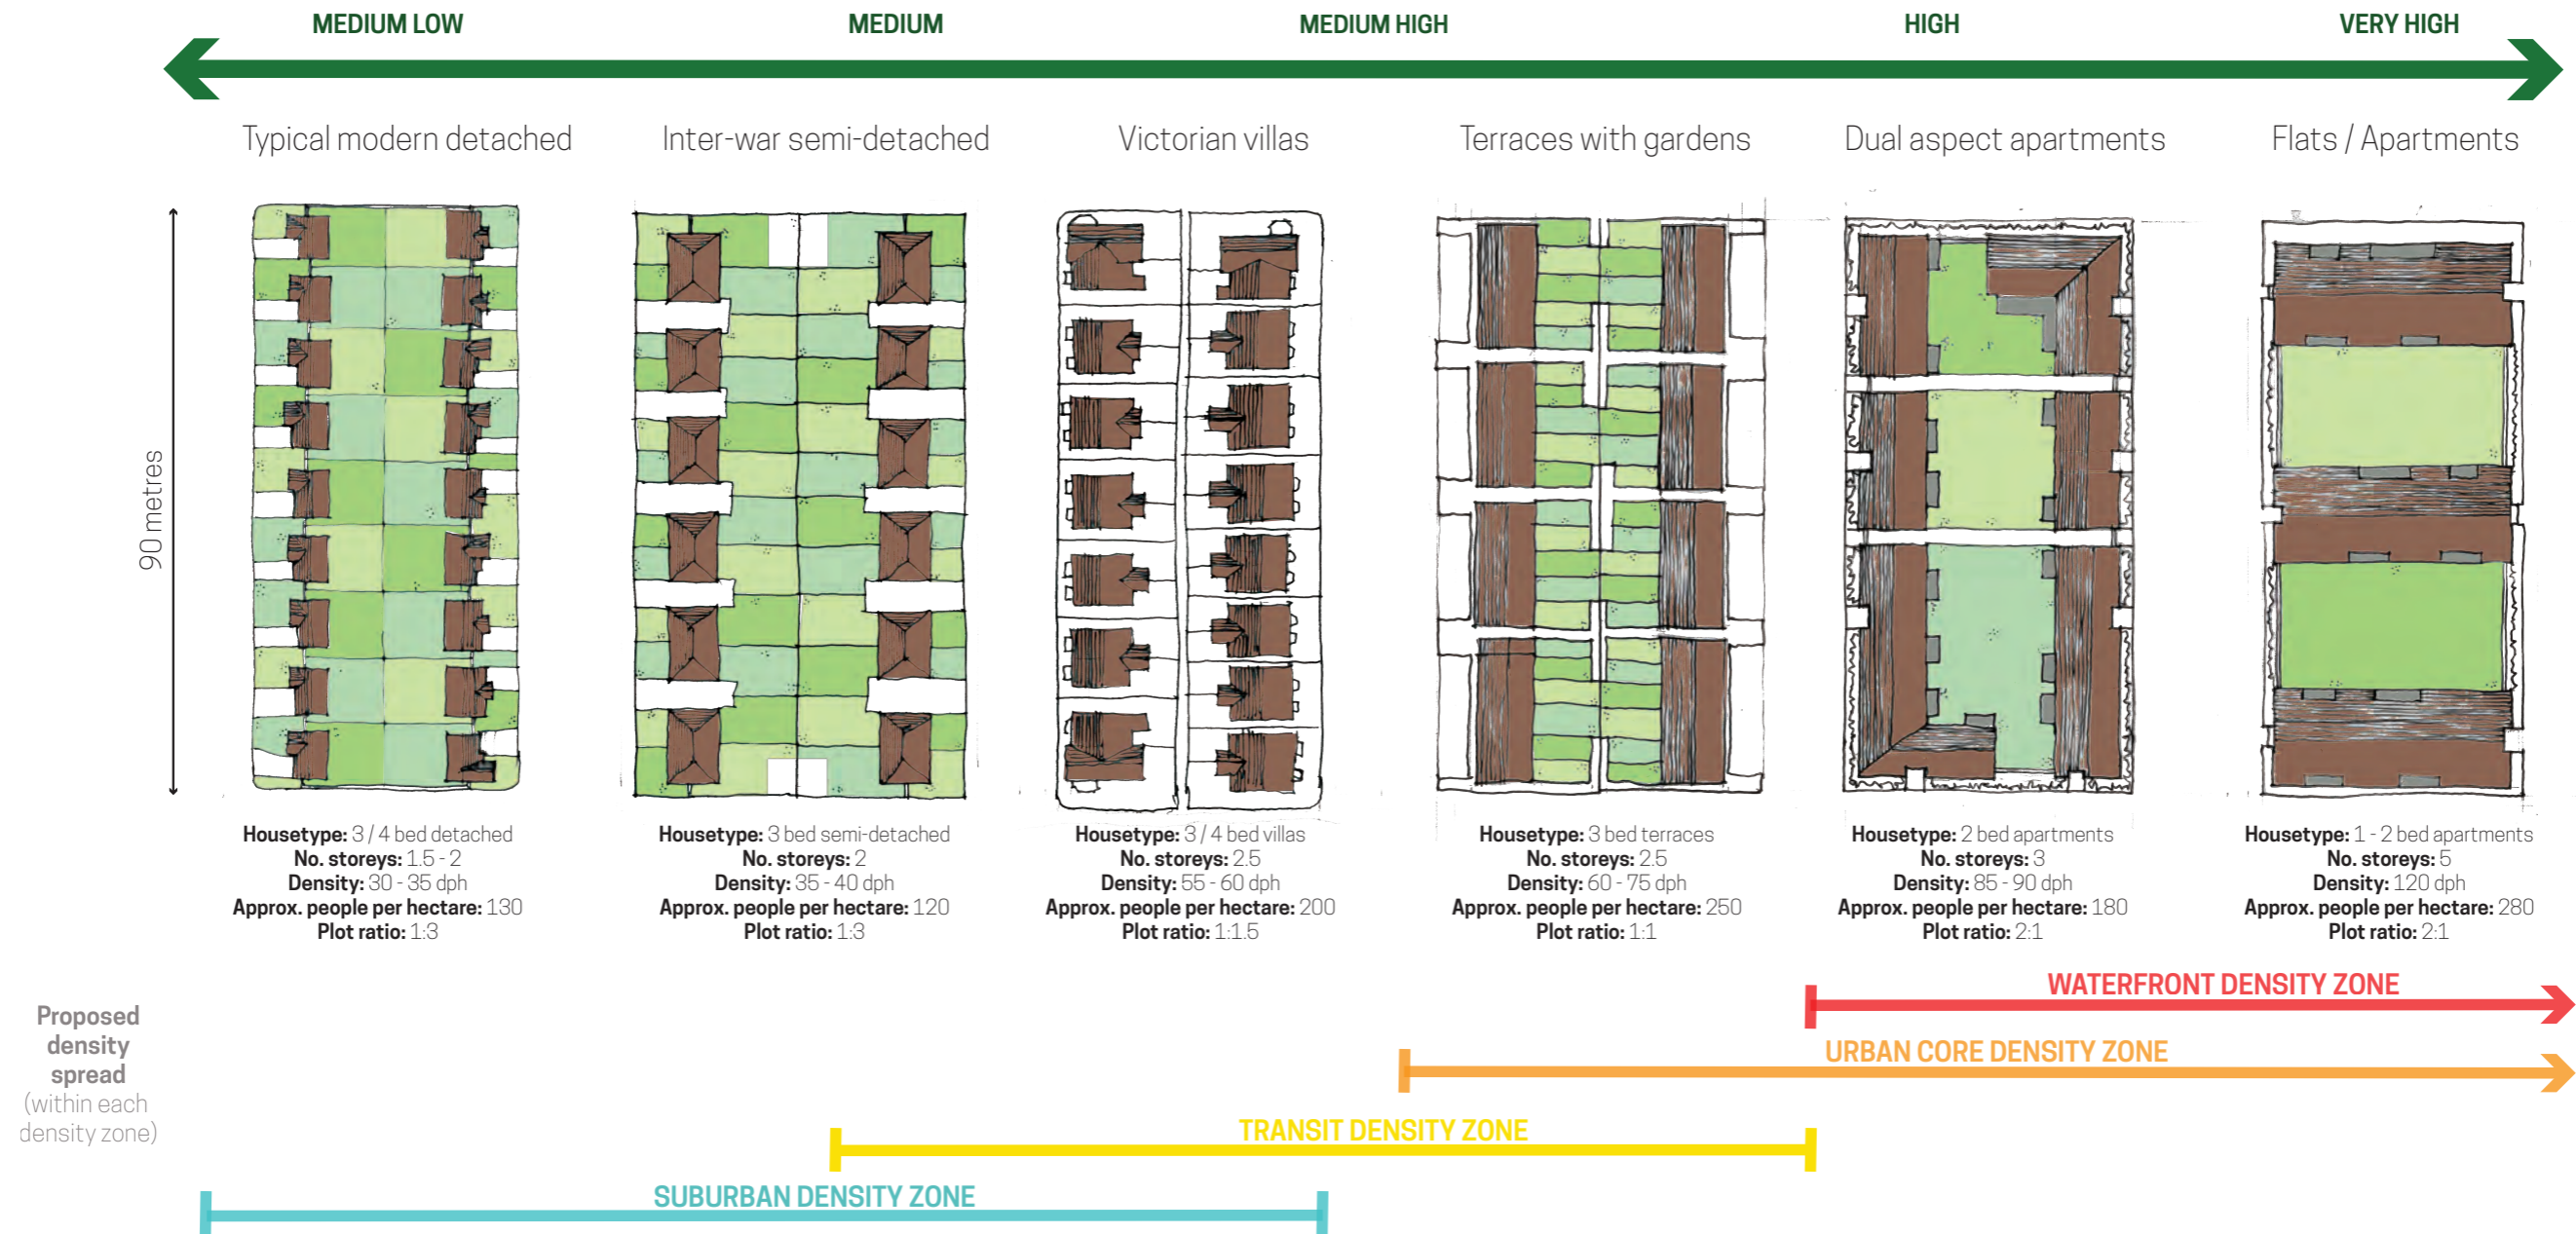 MEDIUM LOW
MEDIUM
MEDIUM HIGH
HIGH
VERY HIGH
Typical modern detached
Inter-war semi-detached
Victorian villas
Terraces with gardens
Dual aspect apartments
Flats / Apartments
90 metres
Housetype: 3 / 4 bed detached
No. storeys: 1.5 - 2
Density: 30 - 35 dph
Approx. people per hectare: 130
Plot ratio: 1:3
Housetype: 3 bed semi-detached
No. storeys: 2
Density: 35 - 40 dph
Approx. people per hectare: 120
Plot ratio: 1:3
Housetype: 3 / 4 bed villas
No. storeys: 2.5
Density: 55 - 60 dph
Approx. people per hectare: 200
Plot ratio: 1:1.5
Housetype: 3 bed terraces
No. storeys: 2.5
Density: 60 - 75 dph
Approx. people per hectare: 250
Plot ratio: 1:1
Housetype: 2 bed apartments
No. storeys: 3
Density: 85 - 90 dph
Approx. people per hectare: 180
Plot ratio: 2:1
Housetype: 1 - 2 bed apartments
No. storeys: 5
Density: 120 dph
Approx. people per hectare: 280
Plot ratio: 2:1
Proposed
density
spread
(within each
density zone)
WATERFRONT DENSITY ZONE
URBAN CORE DENSITY ZONE
TRANSIT DENSITY ZONE
SUBURBAN DENSITY ZONE